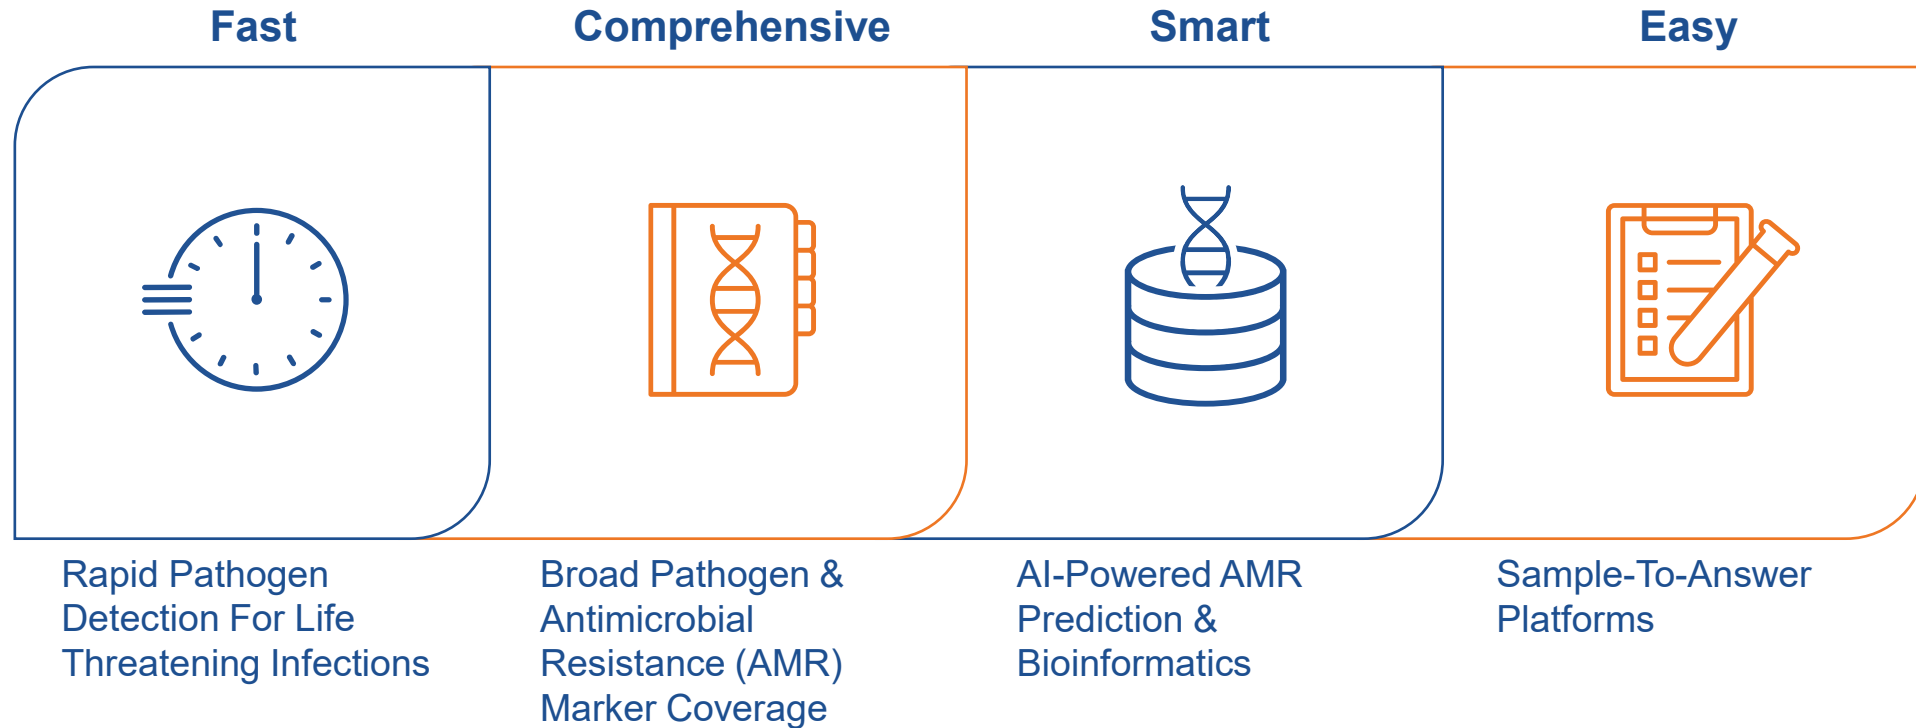 Fast
Comprehensive
Smart
Easy
Rapid Pathogen
Detection For Life
Threatening Infections
Broad Pathogen &
Antimicrobial
Resistance (AMR)
Marker Coverage
AI-Powered AMR
Prediction &
Bioinformatics
Sample-To-Answer
Platforms